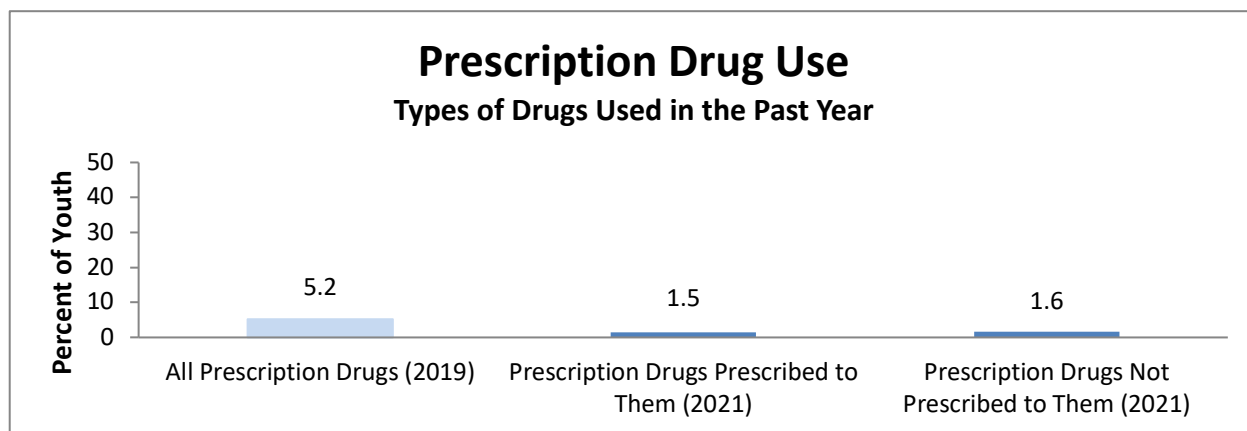 Prescription Drug Use
Types of Drugs Used in the Past Year
Percent of Youth
50
40
30
20
10
0
5.2
1.5
1.6
All Prescription Drugs (2019)
Prescription Drugs Prescribed to
Them (2021)
Prescription Drugs Not
Prescribed to Them (2021)